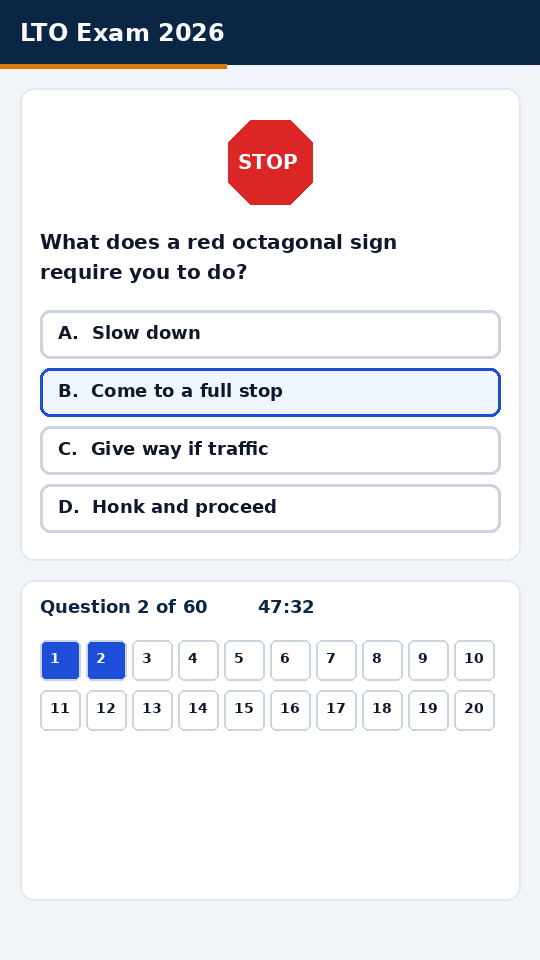 LTO Exam 2026
STOP
What does a red octagonal sign
require you to do?
A. Slow down
B. Come to a full stop
C. Give way if traffic
D. Honk and proceed
Question 2 of 60 47:32
1 2 3 4 5 6 7 8 9 10
11 12 13 14 15 16 17 18 19 20